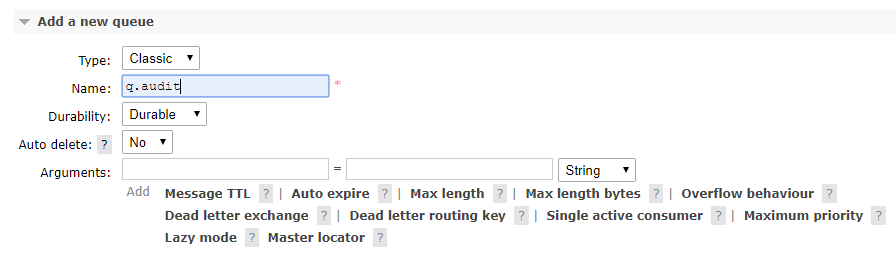 Add a new queue
Type: Classic
Name: q.audit *
Durability: Durable
Auto delete: ? No
Arguments: = String
Add Message TTL ? | Auto expire ? | Max length ? | Max length bytes ? | Overflow behaviour ?
Dead letter exchange ? | Dead letter routing key ? | Single active consumer ? | Maximum priority ?
Lazy mode ? Master locator ?